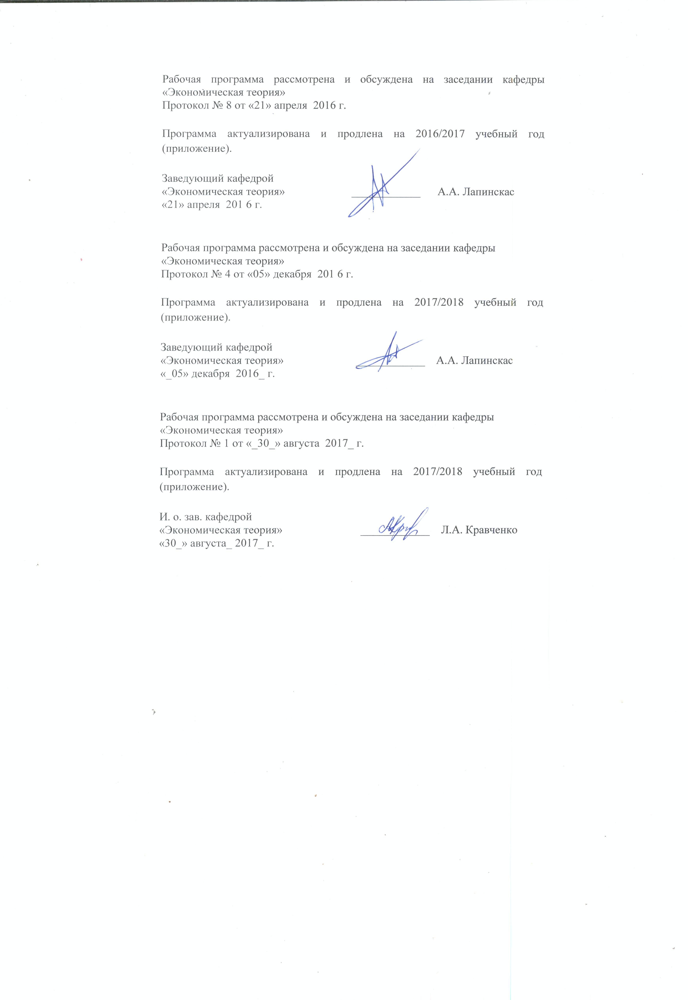 Рабочая программа рассмотрена и обсуждена на заседании кафедры
«Экономическая теория»
Протокол № 8 от «21» апреля 2016 г.
Программа актуализирована и продлена на 2016/2017 учебный год
(приложение).
Заведующий кафедрой
«Экономическая теория» ____________ А.А. Лапинскас
«21» апреля 201 6 г.
Рабочая программа рассмотрена и обсуждена на заседании кафедры
«Экономическая теория»
Протокол № 4 от «05» декабря 201 6 г.
Программа актуализирована и продлена на 2017/2018 учебный год
(приложение).
Заведующий кафедрой
«Экономическая теория» ____________ А.А. Лапинскас
«_05» декабря 2016_ г.
Рабочая программа рассмотрена и обсуждена на заседании кафедры
«Экономическая теория»
Протокол № 1 от «_30_» августа 2017_ г.
Программа актуализирована и продлена на 2017/2018 учебный год
(приложение).
И. о. зав. кафедрой
«Экономическая теория» ____________ Л.А. Кравченко
«30_» августа_ 2017_ г.